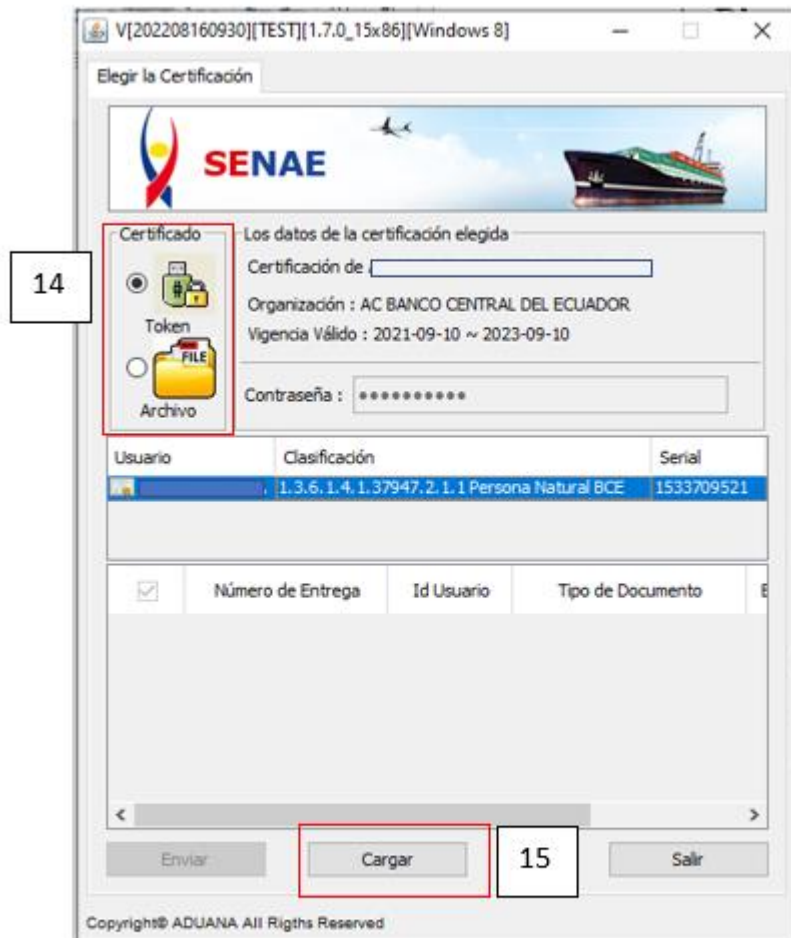 V[202208160930][TEST][1.7.0_15x86][Windows 8]
Elegir la Certificación
SENAE
Certificado
Los datos de la certificación elegida
14
Certificación de
Token
Organización : AC BANCO CENTRAL DEL ECUADOR
Vigencia Válido : 2021-09-10 ~ 2023-09-10
FILE
Archivo
Contraseña : ●●●●●●●●●●
Usuario Clasificación Serial
1.3.6.1.4.1.37947.2.1.1 Persona Natural BCE 1533709521
Número de Entrega Id Usuario Tipo de Documento
Enviar Cargar 15 Salir
Copyright© ADUANA All Rigths Reserved